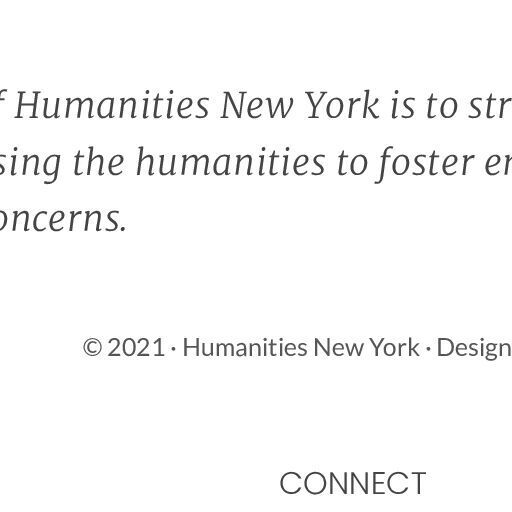 f Humanities New York is to str
sing the humanities to foster en
oncerns.
© 2021 · Humanities New York · Design
CONNECT